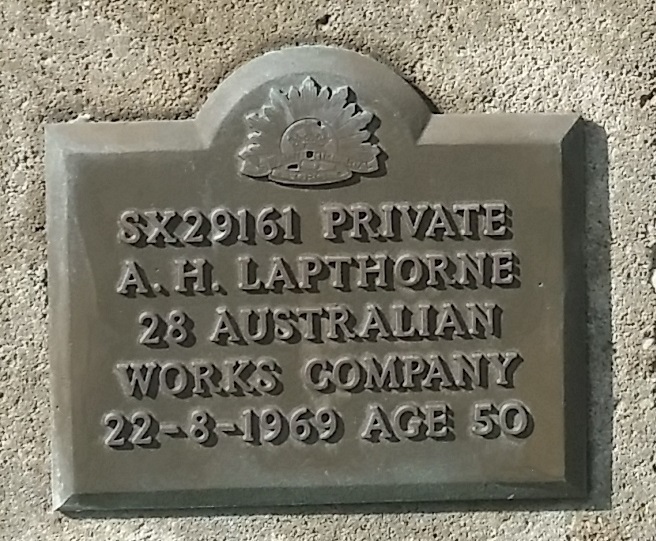 SX29161 PRIVATE
A. H. LAPTHORNE
28 AUSTRALIAN
WORKS COMPANY
22-8-1969 AGE 50